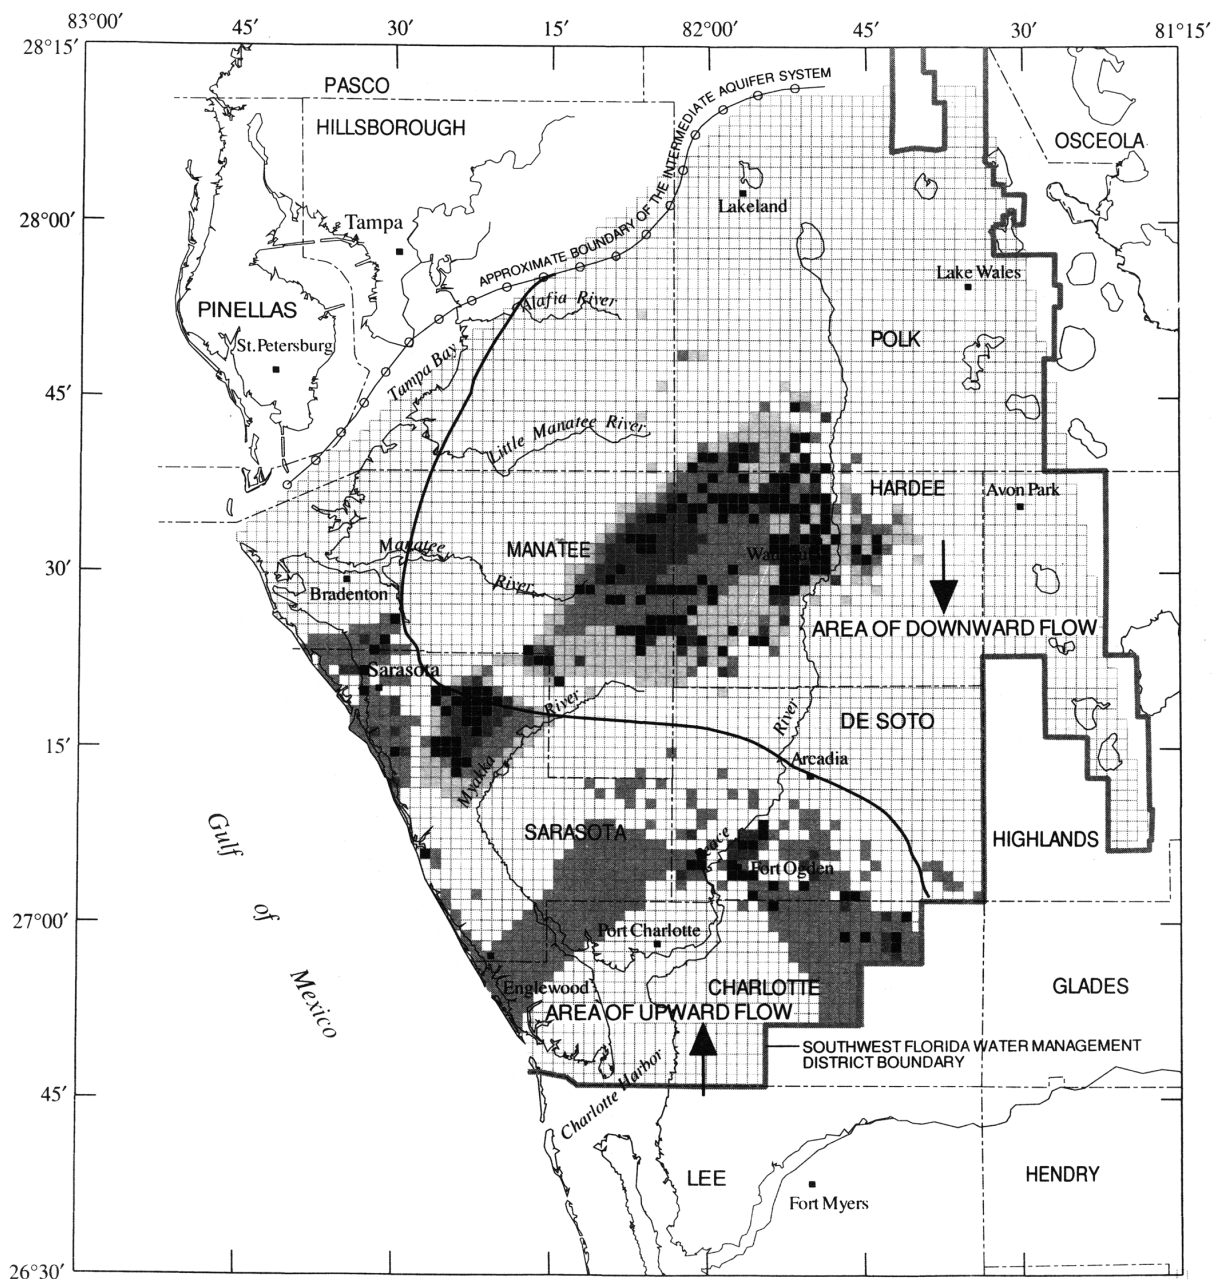 83°00′
45′
30′
15′
82°00′
45′
30′
81°15′
28°15′
PASCO
HILLSBOROUGH
APPROXIMATE BOUNDARY OF THE INTERMEDIATE AQUIFER SYSTEM
OSCEOLA
Lakeland
28°00′
Tampa
Lake Wales
Alafia River
PINELLAS
St. Petersburg
POLK
Tampa Bay
45′
Little Manatee River
HARDEE
Avon Park
Manatee
River
MANATEE
30′
Bradenton
AREA OF DOWNWARD FLOW
Sarasota
River
River
DE SOTO
15′
Arcadia
Myakka
SARASOTA
Peace
HIGHLANDS
Gulf
of
Mexico
Fort Ogden
27°00′
Port Charlotte
Englewood
CHARLOTTE
GLADES
AREA OF UPWARD FLOW
SOUTHWEST FLORIDA WATER MANAGEMENT
DISTRICT BOUNDARY
45′
Charlotte Harbor
LEE
HENDRY
Fort Myers
26°30′